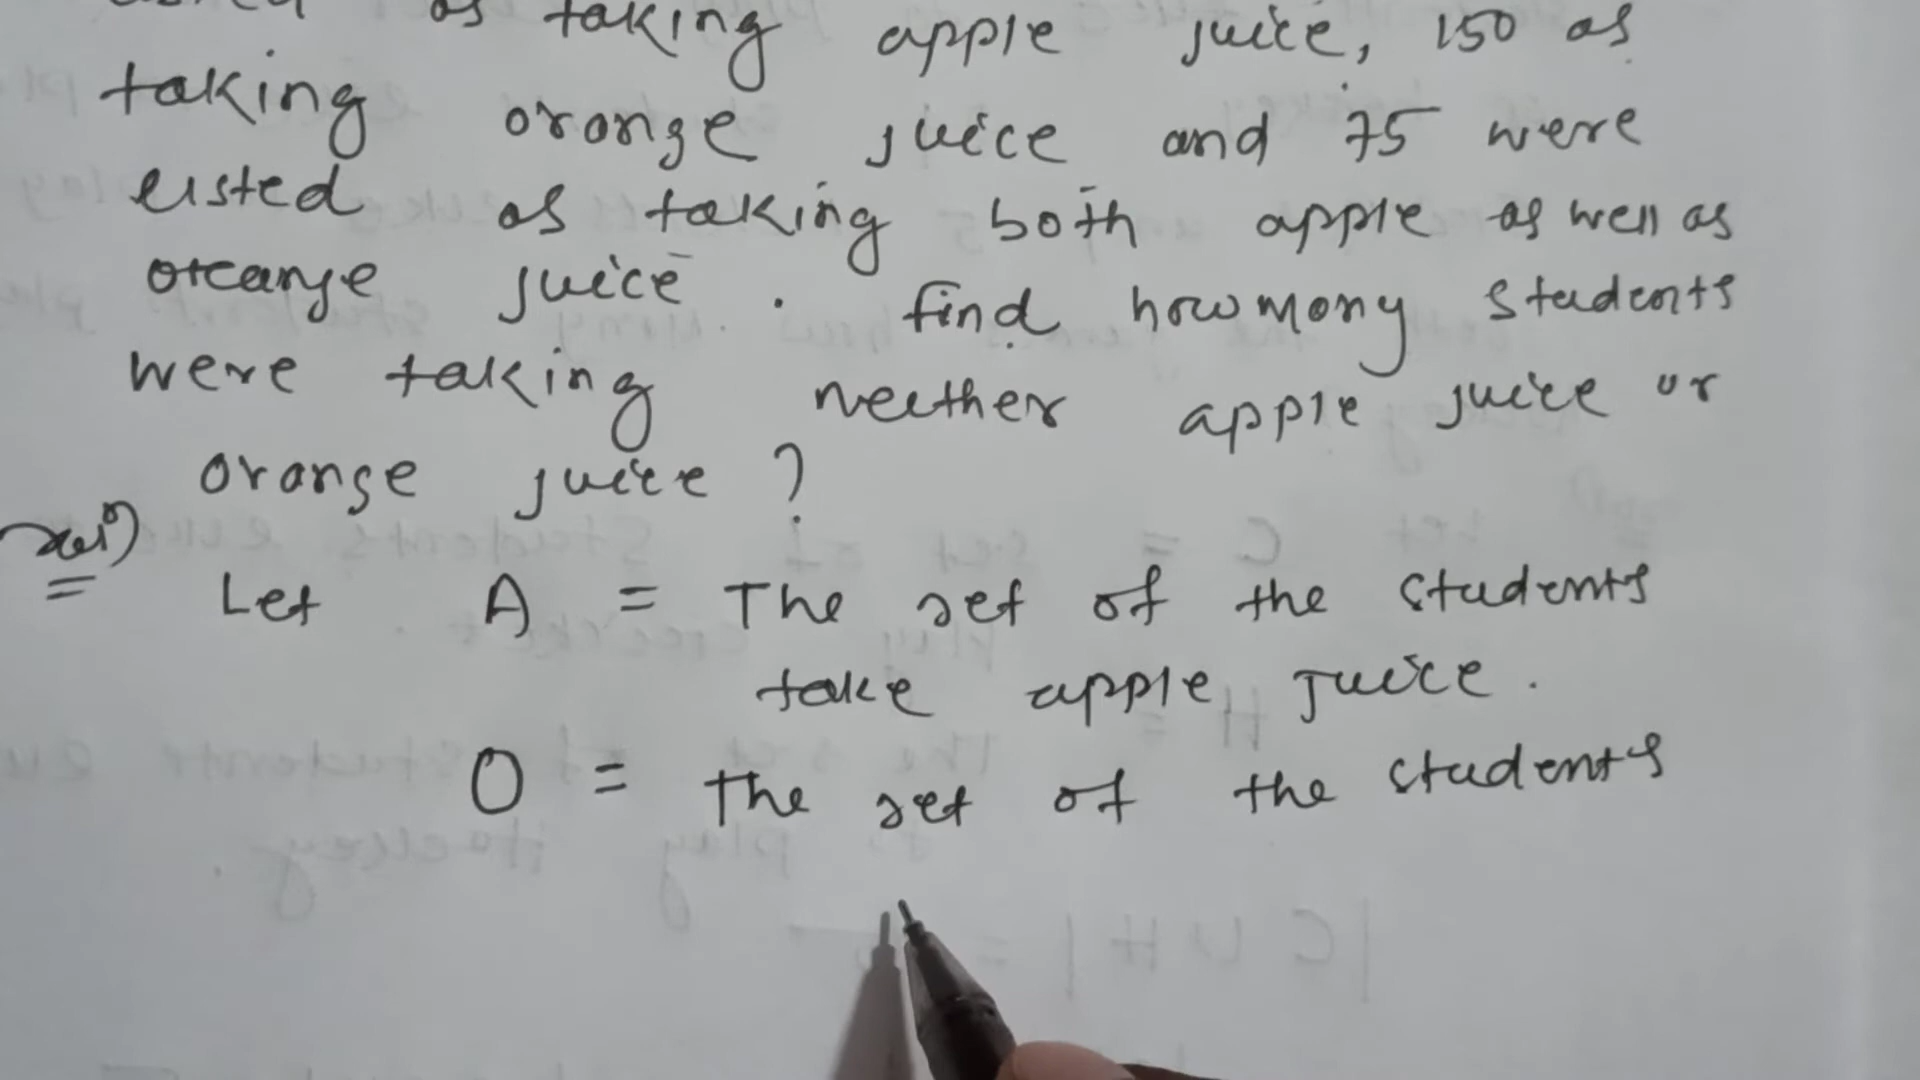 as taking apple juice, 150 as
taking orange juice and 75 were
listed as taking both apple as well as
orange juice . find how many students
were taking neither apple juice or
orange juice ?
Let A = The set of the students
take apple juice .
O = The set of the students